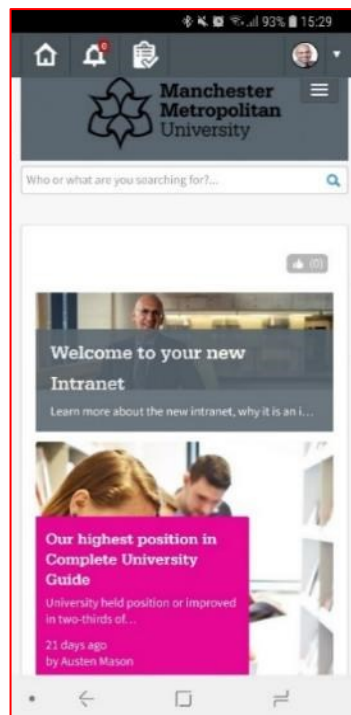 93% 15:29
0
Manchester
Metropolitan
University
Who or what are you searching for?...
(0)
Welcome to your new
Intranet
Learn more about the new intranet, why it is an i...
Our highest position in
Complete University
Guide
University held position or improved
in two-thirds of...
21 days ago
by Austen Mason